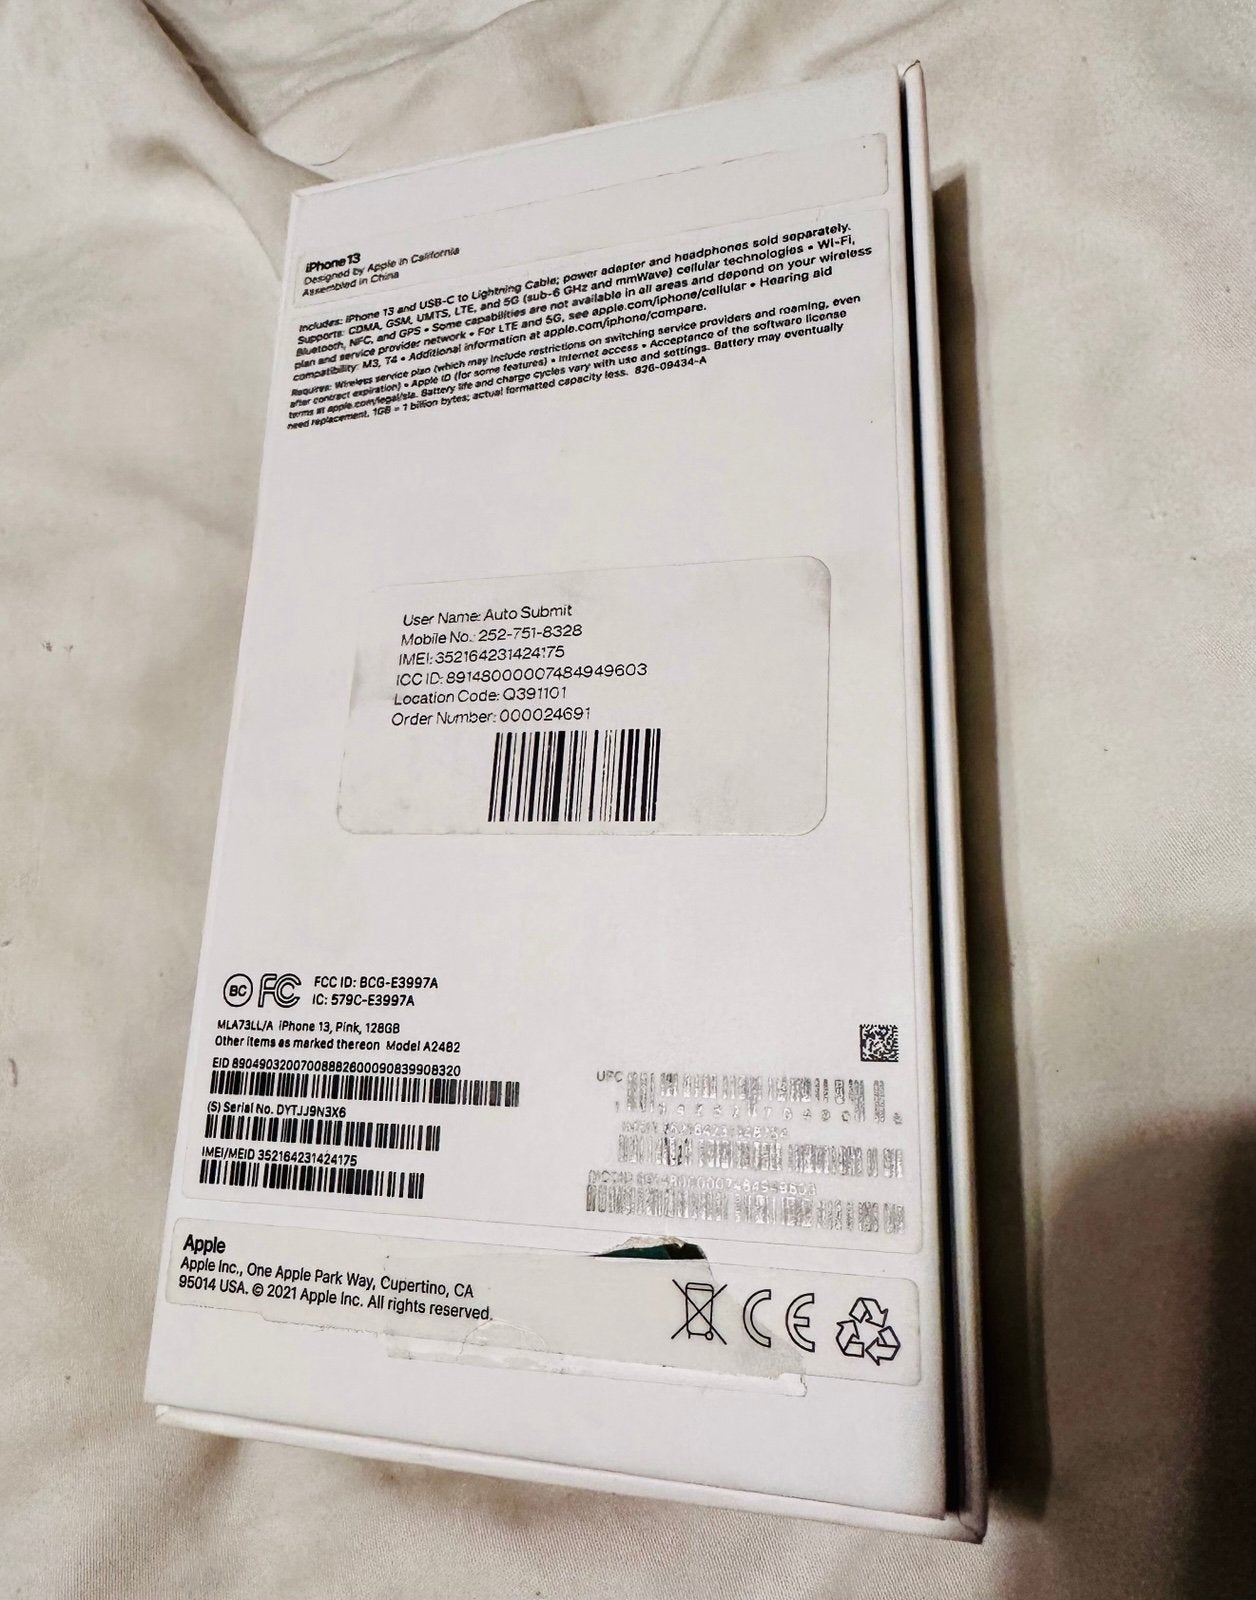 iPhone 13
Designed by Apple in California
Assembled in China
Includes: iPhone 13 and USB-C to Lightning Cable; power adapter and headphones sold separately.
Supports: CDMA, GSM, UMTS, LTE, and 5G (sub-6 GHz and mmWave) cellular technologies • Wi-Fi,
Bluetooth, NFC, and GPS • Some capabilities are not available in all areas and depend on your wireless
plan and service provider network • For LTE and 5G, see apple.com/iphone/cellular • Hearing aid
compatibility: M3, T4 • Additional information at apple.com/iphone/compare.
Requires: Wireless service plan (which may include restrictions on switching service providers and roaming, even
after contract expiration) • Apple ID (for some features) • Internet access • Acceptance of the software license
terms at apple.com/legal/sla. Battery life and charge cycles vary with use and settings. Battery may eventually
need replacement. 1GB = 1 billion bytes; actual formatted capacity less. 826-09434-A
User Name: Auto Submit
Mobile No.: 252-751-8328
IMEI: 352164231424175
ICC ID: 89148000007484949603
Location Code: Q391101
Order Number: 000024691
BC FC FCC ID: BCG-E3997A
IC: 579C-E3997A
MLA73LL/A iPhone 13, Pink, 128GB
Other items as marked thereon Model A2482
EID 89049032007008882600090839908320
(S) Serial No. DYTJJ9N3X6
IMEI/MEID 352164231424175
UPC
Apple
Apple Inc., One Apple Park Way, Cupertino, CA
95014 USA. © 2021 Apple Inc. All rights reserved.
CE